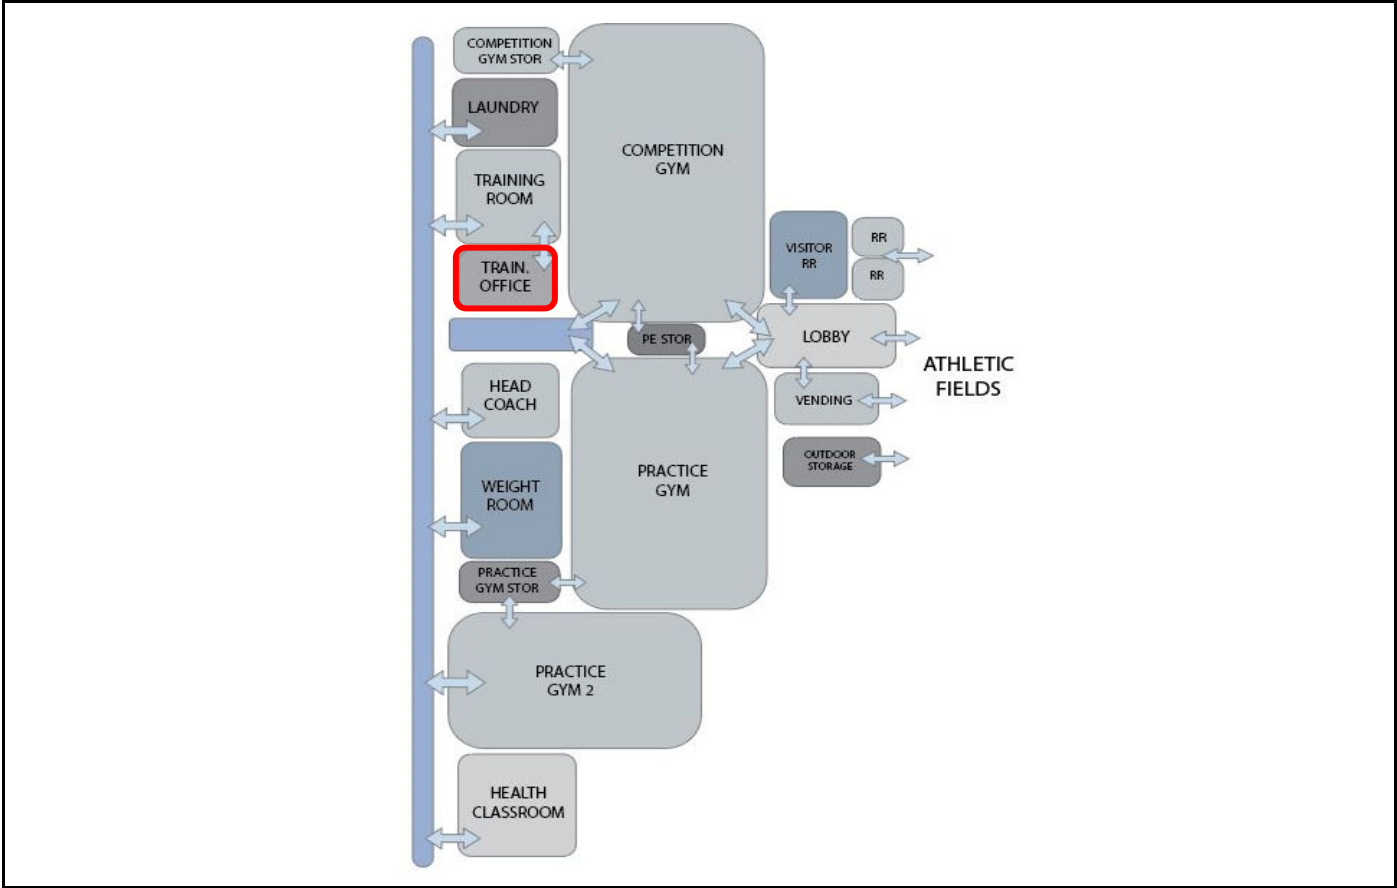 COMPETITION
GYM STOR
LAUNDRY
COMPETITION
GYM
TRAINING
ROOM
VISITOR
RR
RR
RR
TRAIN.
OFFICE
PE STOR
LOBBY
ATHLETIC
FIELDS
HEAD
COACH
VENDING
OUTDOOR
STORAGE
PRACTICE
GYM
WEIGHT
ROOM
PRACTICE
GYM STOR
PRACTICE
GYM 2
HEALTH
CLASSROOM